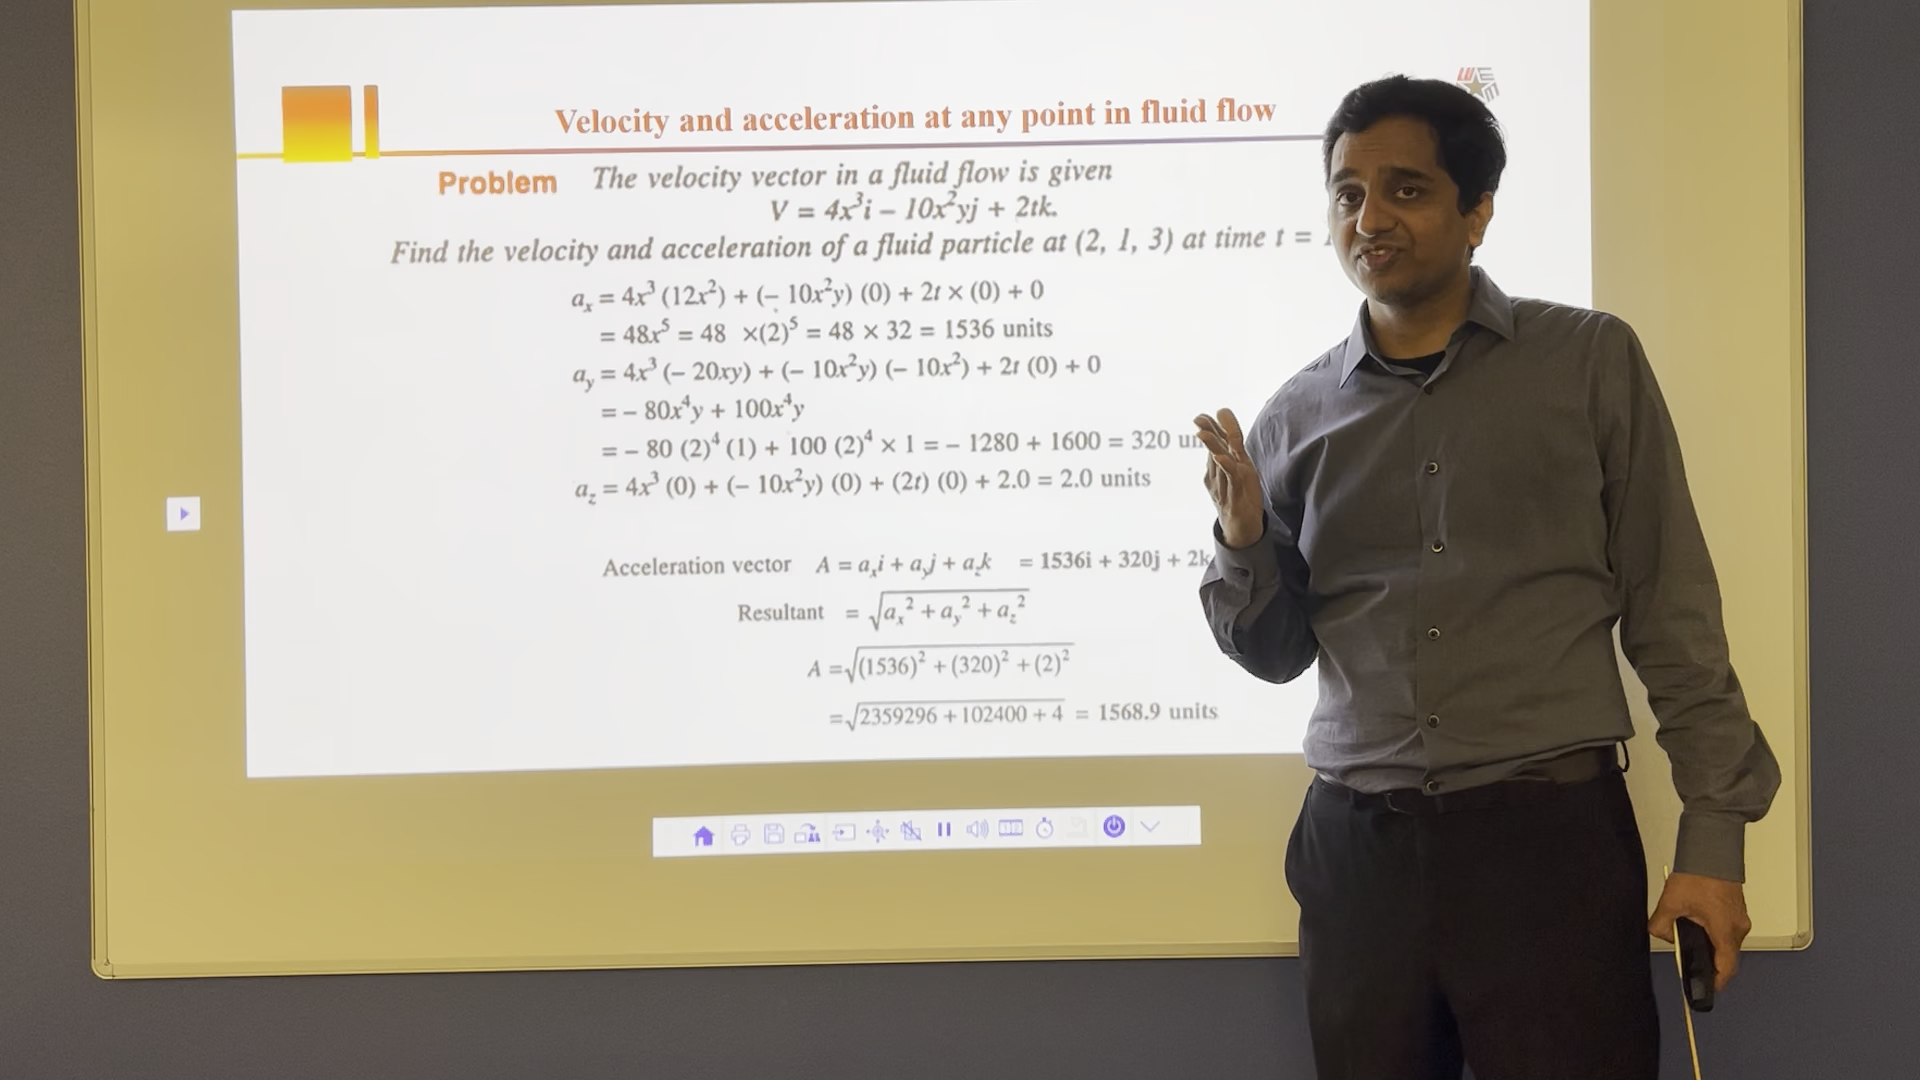 Velocity and acceleration at any point in fluid flow
Problem The velocity vector in a fluid flow is given
V = 4x³i – 10x²yj + 2tk.
Find the velocity and acceleration of a fluid particle at (2, 1, 3) at time t =
aₓ = 4x³ (12x²) + (– 10x²y) (0) + 2t × (0) + 0
= 48x⁵ = 48 ×(2)⁵ = 48 × 32 = 1536 units
a_y = 4x³ (– 20xy) + (– 10x²y) (– 10x²) + 2t (0) + 0
= – 80x⁴y + 100x⁴y
= – 80 (2)⁴ (1) + 100 (2)⁴ × 1 = – 1280 + 1600 = 320
a_z = 4x³ (0) + (– 10x²y) (0) + (2t) (0) + 2.0 = 2.0 units
Acceleration vector A = aₓi + a_yj + a_zk = 1536i + 320j + 2k
Resultant = √(aₓ² + a_y² + a_z²)
A = √((1536)² + (320)² + (2)²)
= √(2359296 + 102400 + 4) = 1568.9 units